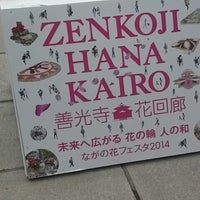 ZENKOJI
HANA
KAIRO
善光寺 花回廊
未来へ広がる 花の輪 人の和
ながの花フェスタ2014